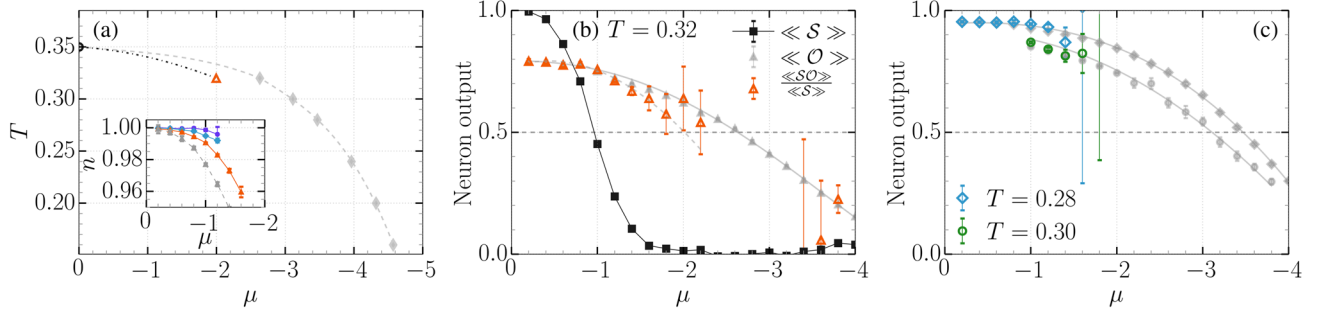 (a)
T
0.35
0.30
0.25
0.20
0
−1
−2
−3
−4
−5
μ
n
1.00
0.98
0.96
0
−1
−2
μ
(b) T = 0.32
≪ S ≫
≪ O ≫
≪SO≫
≪S≫
Neuron output
1.0
0.5
0.0
0
−1
−2
−3
−4
μ
(c)
Neuron output
1.0
0.5
0.0
T = 0.28
T = 0.30
0
−1
−2
−3
−4
μ